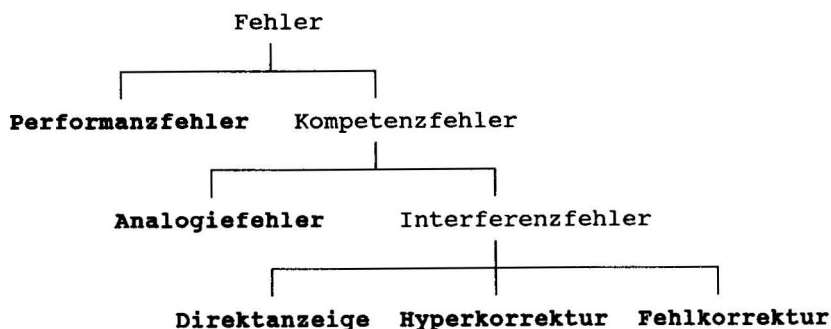 Fehler
Performanzfehler Kompetenzfehler
Analogiefehler Interferenzfehler
Direktanzeige Hyperkorrektur Fehlkorrektur